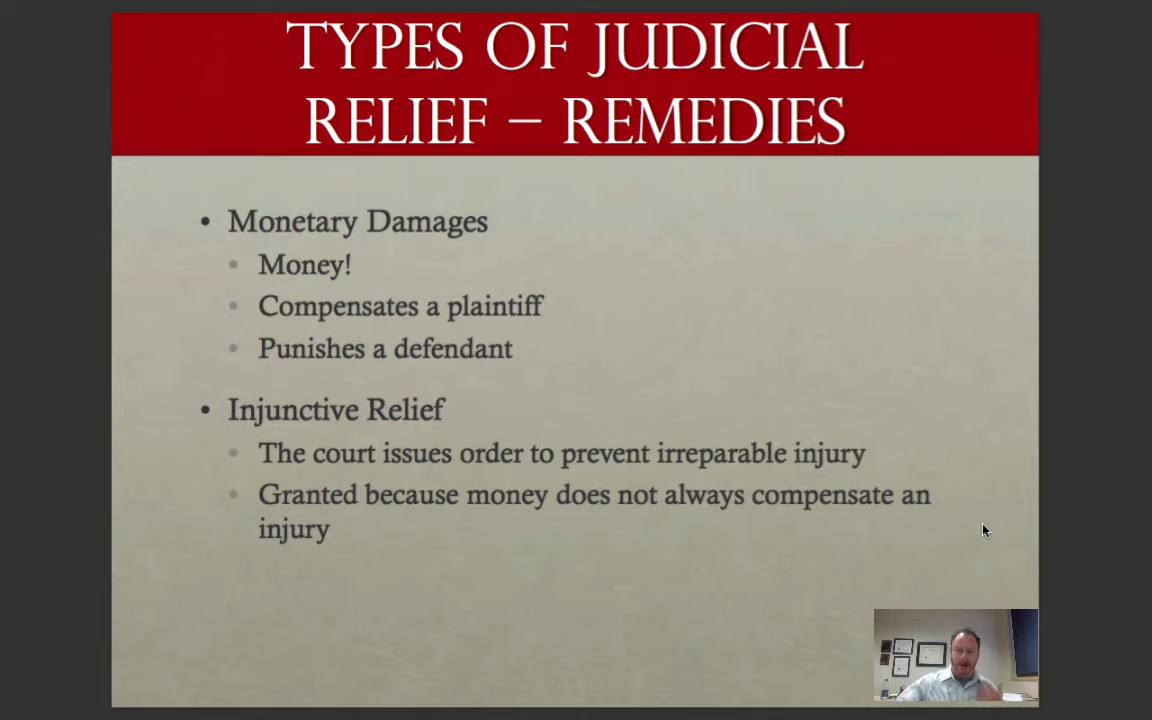 TYPES OF JUDICIAL
RELIEF – REMEDIES
• Monetary Damages
• Money!
• Compensates a plaintiff
• Punishes a defendant
• Injunctive Relief
• The court issues order to prevent irreparable injury
• Granted because money does not always compensate an
injury